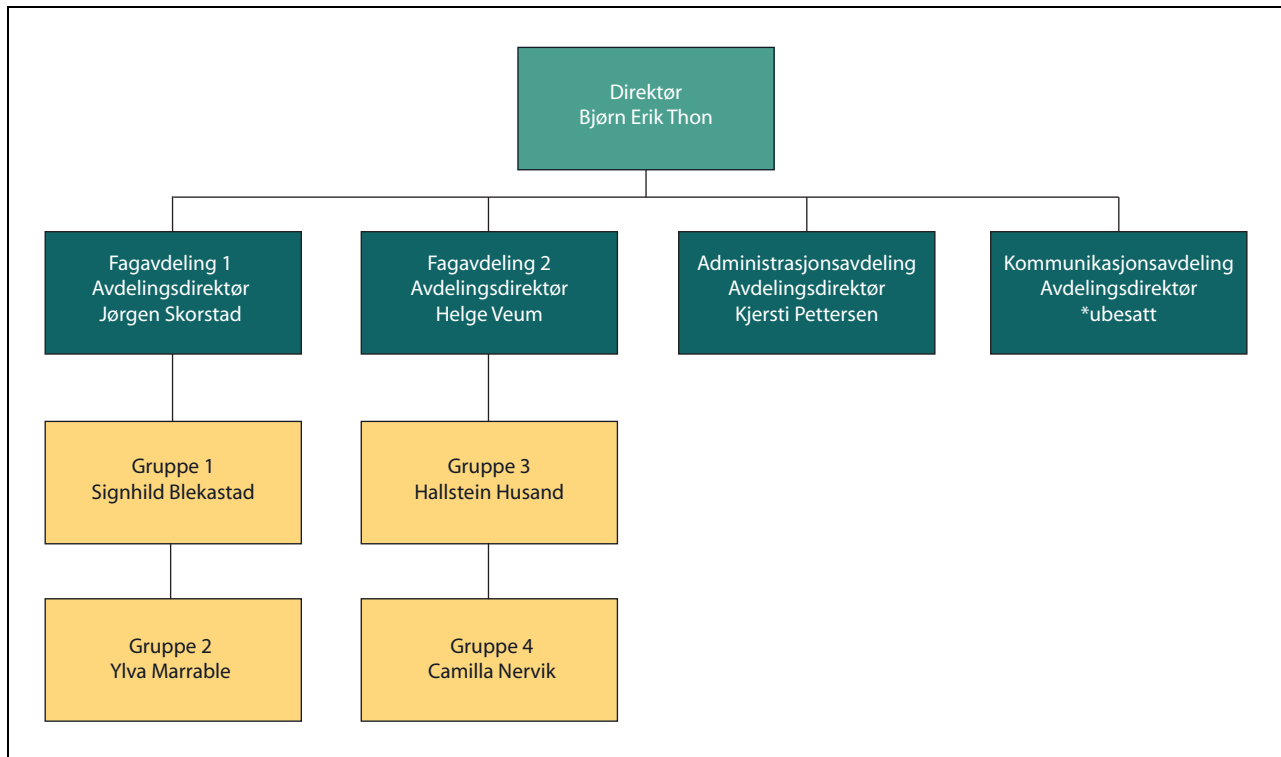 Direktør
Bjørn Erik Thon
Fagavdeling 1
Avdelingsdirektør
Jørgen Skorstad
Fagavdeling 2
Avdelingsdirektør
Helge Veum
Administrasjonsavdeling
Avdelingsdirektør
Kjersti Pettersen
Kommunikasjonsavdeling
Avdelingsdirektør
*ubesatt
Gruppe 1
Signhild Blekastad
Gruppe 3
Hallstein Husand
Gruppe 2
Ylva Marrable
Gruppe 4
Camilla Nervik